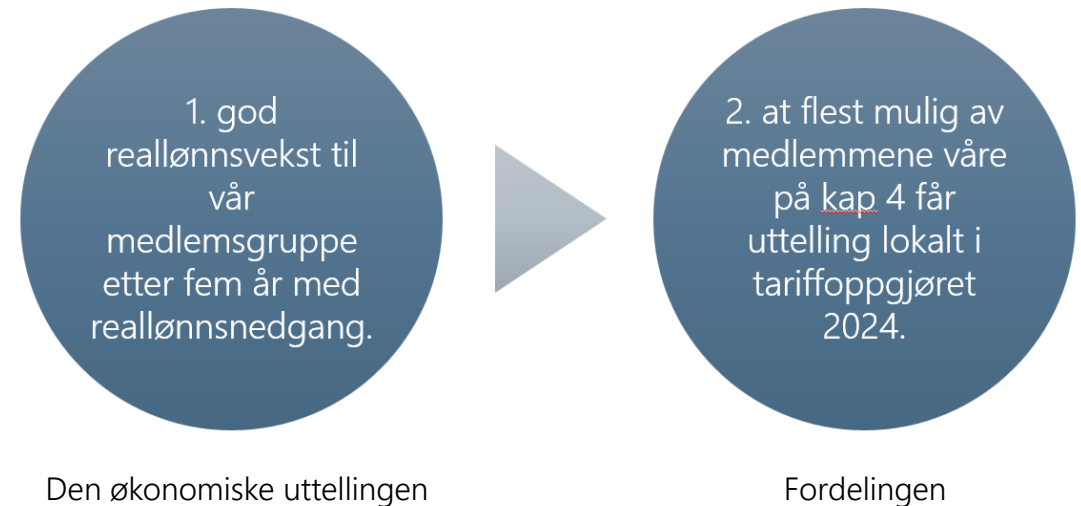 1. god
reallønnsvekst til
vår
medlemsgruppe
etter fem år med
reallønnsnedgang.
2. at flest mulig av
medlemmene våre
på kap 4 får
uttelling lokalt i
tariffoppgjøret
2024.
Den økonomiske uttellingen
Fordelingen